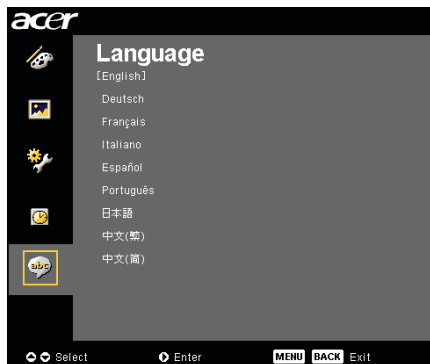 acer
Language
[English]
Deutsch
Français
Italiano
Español
Português
日本語
中文(繁)
中文(简)
abc
Select Enter MENU BACK Exit